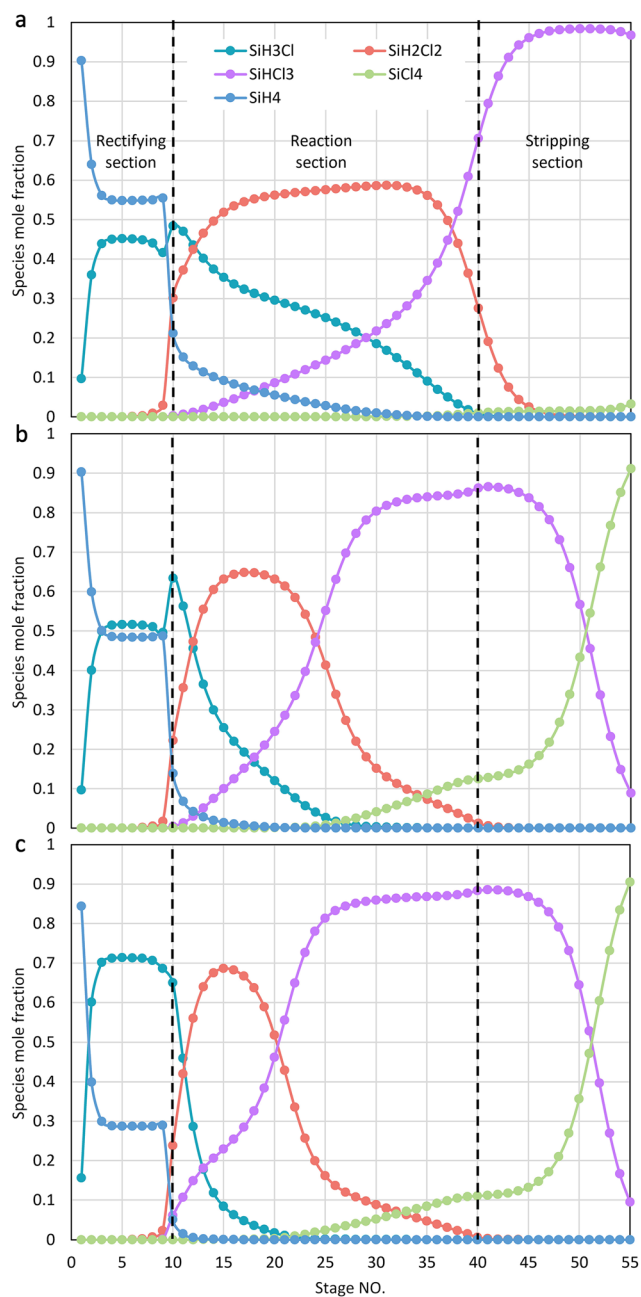 a
1
0.9
0.8
0.7
0.6
0.5
0.4
0.3
0.2
0.1
0
Species mole fraction
SiH3Cl
SiH2Cl2
SiHCl3
SiCl4
SiH4
Rectifying
section
Reaction
section
Stripping
section
b
1
0.9
0.8
0.7
0.6
0.5
0.4
0.3
0.2
0.1
0
Species mole fraction
c
1
0.9
0.8
0.7
0.6
0.5
0.4
0.3
0.2
0.1
0
Species mole fraction
0 5 10 15 20 25 30 35 40 45 50 55
Stage NO.